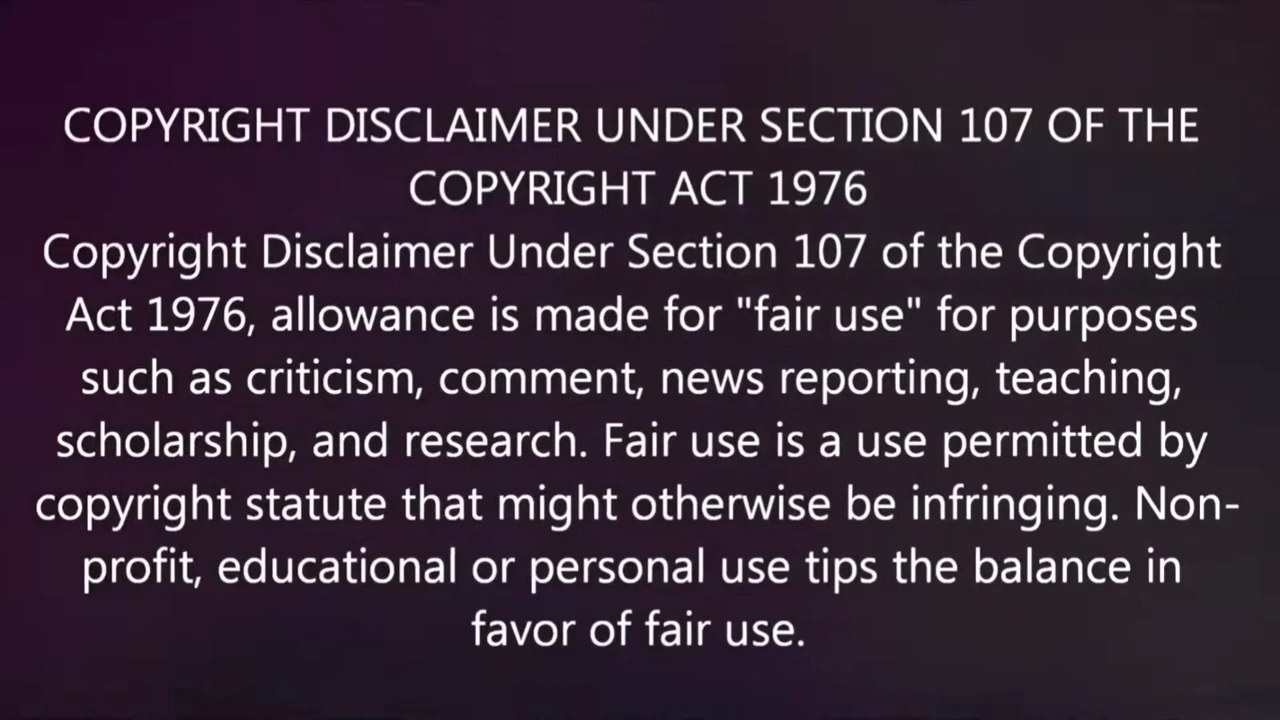 COPYRIGHT DISCLAIMER UNDER SECTION 107 OF THE
COPYRIGHT ACT 1976
Copyright Disclaimer Under Section 107 of the Copyright
Act 1976, allowance is made for "fair use" for purposes
such as criticism, comment, news reporting, teaching,
scholarship, and research. Fair use is a use permitted by
copyright statute that might otherwise be infringing. Non-
profit, educational or personal use tips the balance in
favor of fair use.